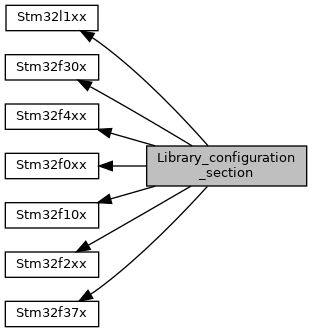 Stm32l1xx
Stm32f30x
Stm32f4xx
Library_configuration
_section
Stm32f0xx
Stm32f10x
Stm32f2xx
Stm32f37x